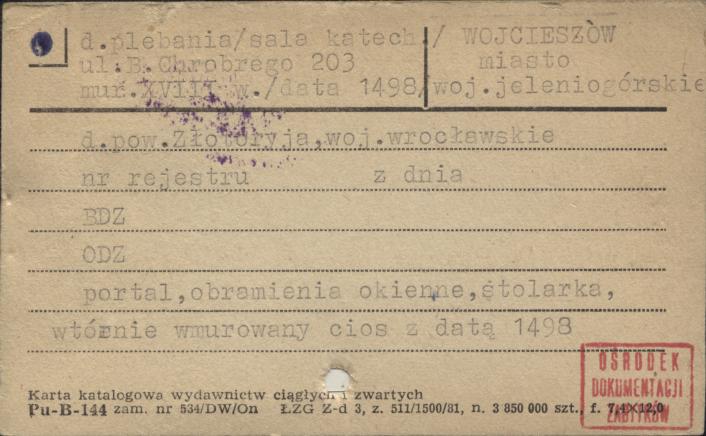 d.plebania/sala katech./ WOJCIESZÒW
ul.B.Chrobrego 203 miasto
mur.XVIII w./data 1498/woj.jeleniogórskie
d.pow.Złotoryja,woj.wrocławskie
nr rejestru z dnia
BDZ
ODZ
portal,obramienia okienne,stolarka,
wtórnie wmurowany cios z datą 1498
OŚRODEK
DOKUMENTACJI
ZABYTKÓW
Karta katalogowa wydawnictw ciągłych i zwartych
Pu-B-144 zam. nr 534/DW/On ŁZG Z-d 3, z. 511/1500/81, n. 3 850 000 szt., f. 7,4×12,0